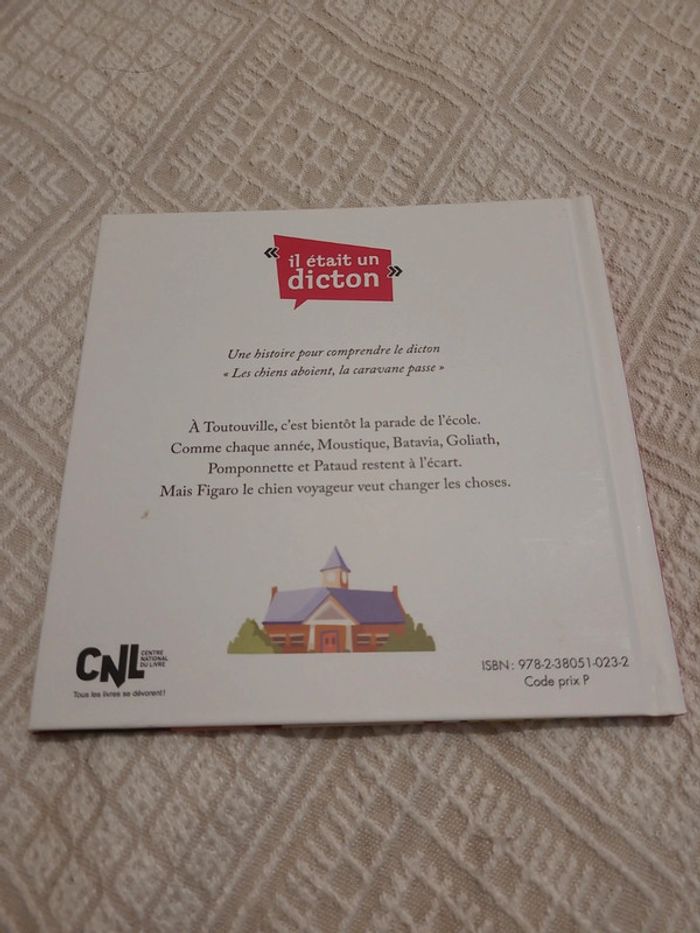 « il était un
dicton »
Une histoire pour comprendre le dicton
« Les chiens aboient, la caravane passe »
À Toutouville, c'est bientôt la parade de l'école.
Comme chaque année, Moustique, Batavia, Goliath,
Pomponnette et Pataud restent à l'écart.
Mais Figaro le chien voyageur veut changer les choses.
CNL CENTRE
NATIONAL
DU LIVRE
Tous les livres se dévorent!
ISBN : 978-2-38051-023-2
Code prix P